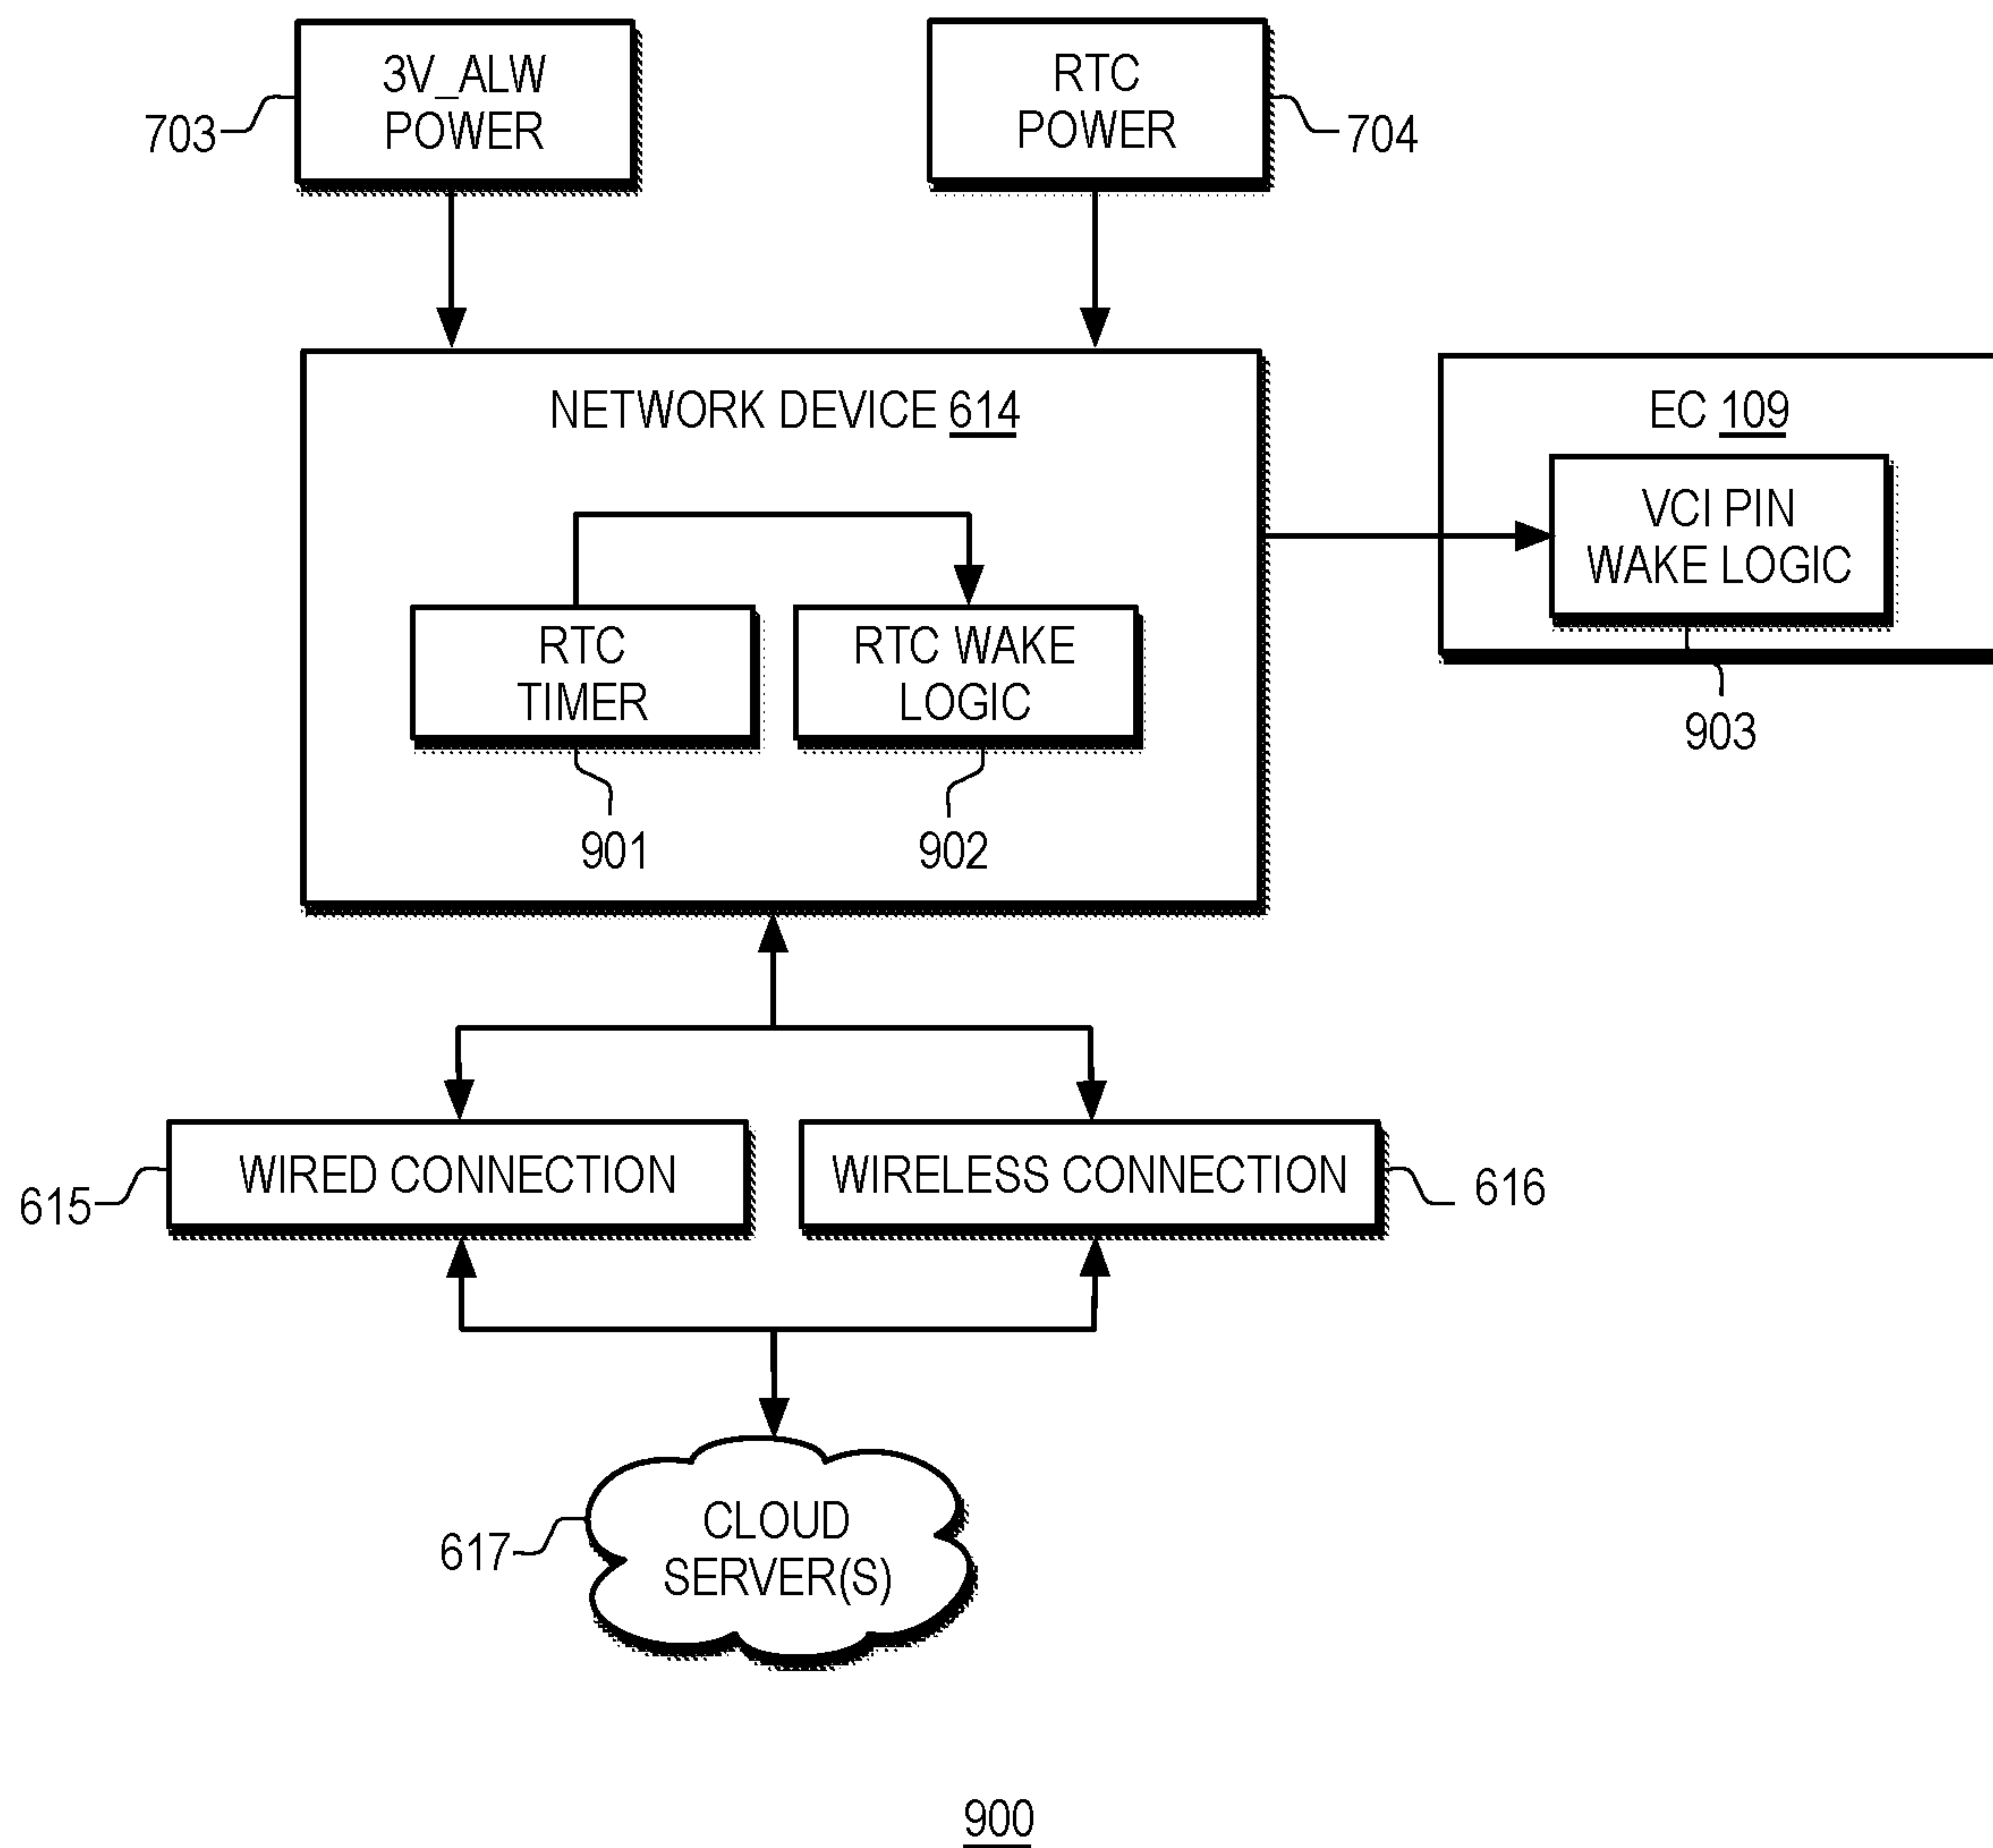 3V_ALW
POWER
703
RTC
POWER
704
NETWORK DEVICE 614
EC 109
VCI PIN
WAKE LOGIC
903
RTC
TIMER
901
RTC WAKE
LOGIC
902
WIRED CONNECTION
615
WIRELESS CONNECTION
616
CLOUD
SERVER(S)
617
900